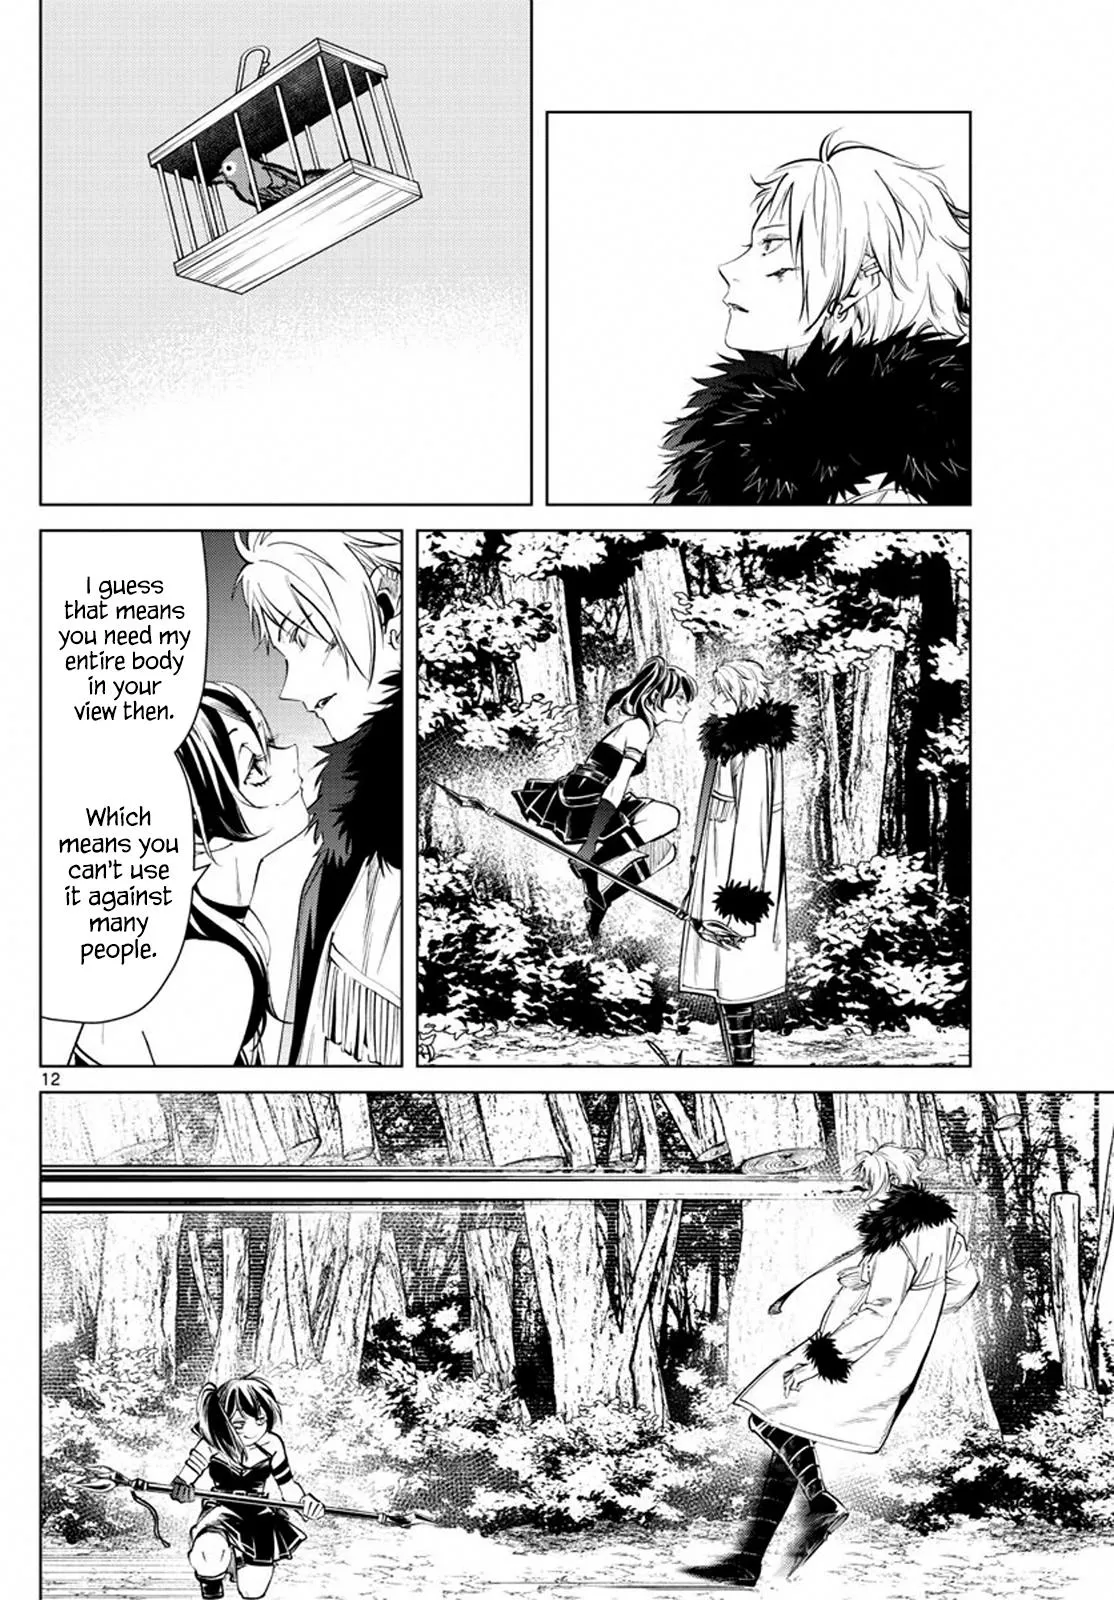 I guess
that means
you need my
entire body
in your
view then.
Which
means you
can't use
it against
many
people.
12